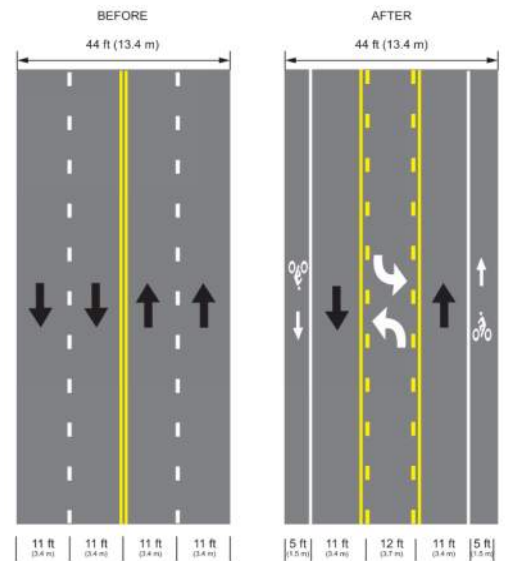 BEFORE
44 ft (13.4 m)
11 ft 11 ft 11 ft 11 ft
(3.4 m) (3.4 m) (3.4 m) (3.4 m)
AFTER
44 ft (13.4 m)
5 ft 11 ft 12 ft 11 ft 5 ft
(1.5 m) (3.4 m) (3.7 m) (3.4 m) (1.5 m)